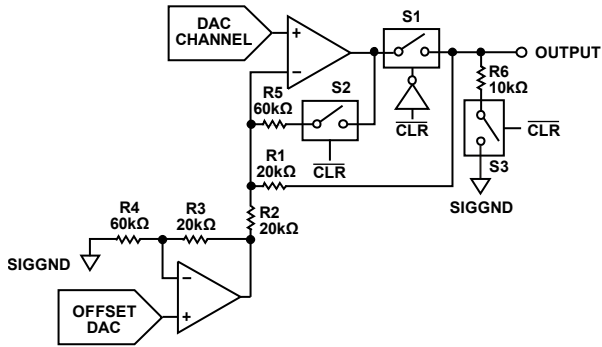 DAC
CHANNEL
+
–
S1
OUTPUT
R6
10kΩ
R5
60kΩ
S2
CLR
CLR
CLR
S3
R1
20kΩ
SIGGND
R4
60kΩ
R3
20kΩ
R2
20kΩ
SIGGND
–
+
OFFSET
DAC